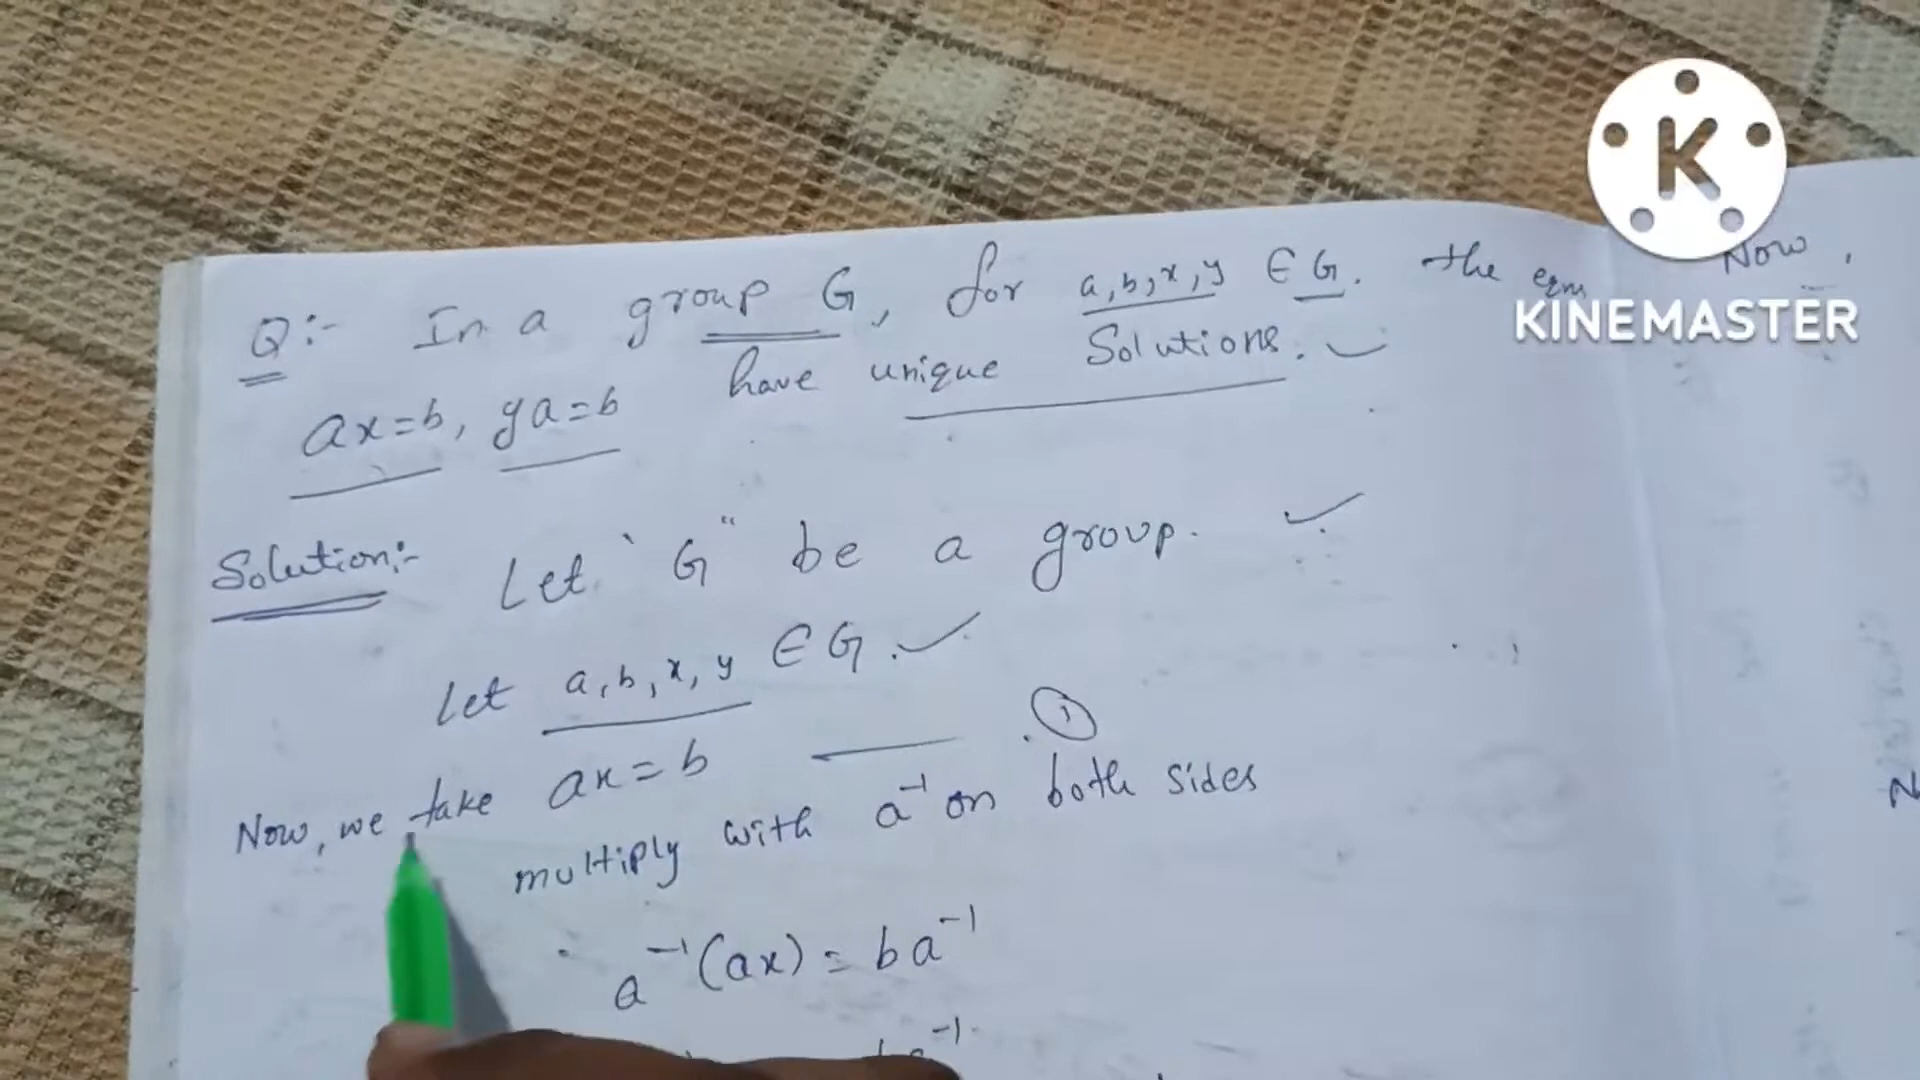 Q:- In a group G, for a,b,x,y ∈ G. the eqns
ax=b, ya=b have unique Solutions.
Solution:- Let "G" be a group.
Let a,b,x,y ∈ G.
Now, we take ax=b —— ①
multiply with a⁻¹ on both sides
a⁻¹(ax) = ba⁻¹
Now,
K
KINEMASTER